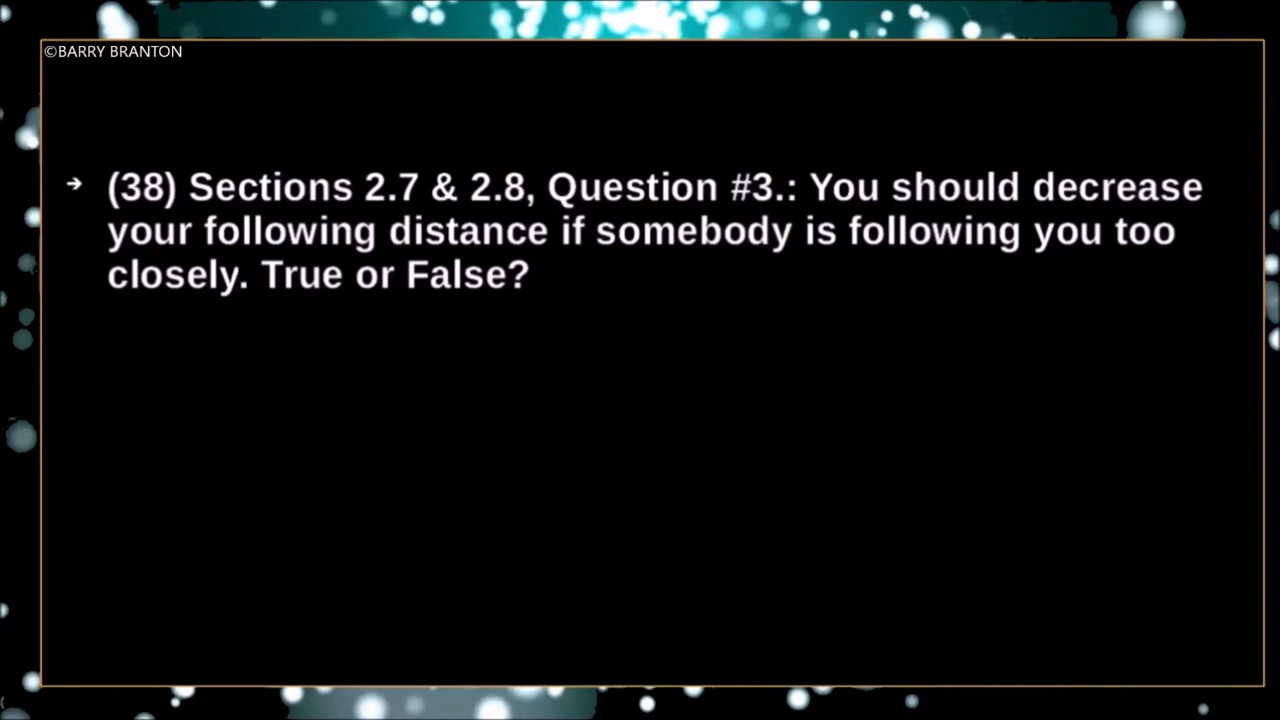 ©BARRY BRANTON
➔ (38) Sections 2.7 & 2.8, Question #3.: You should decrease
your following distance if somebody is following you too
closely. True or False?